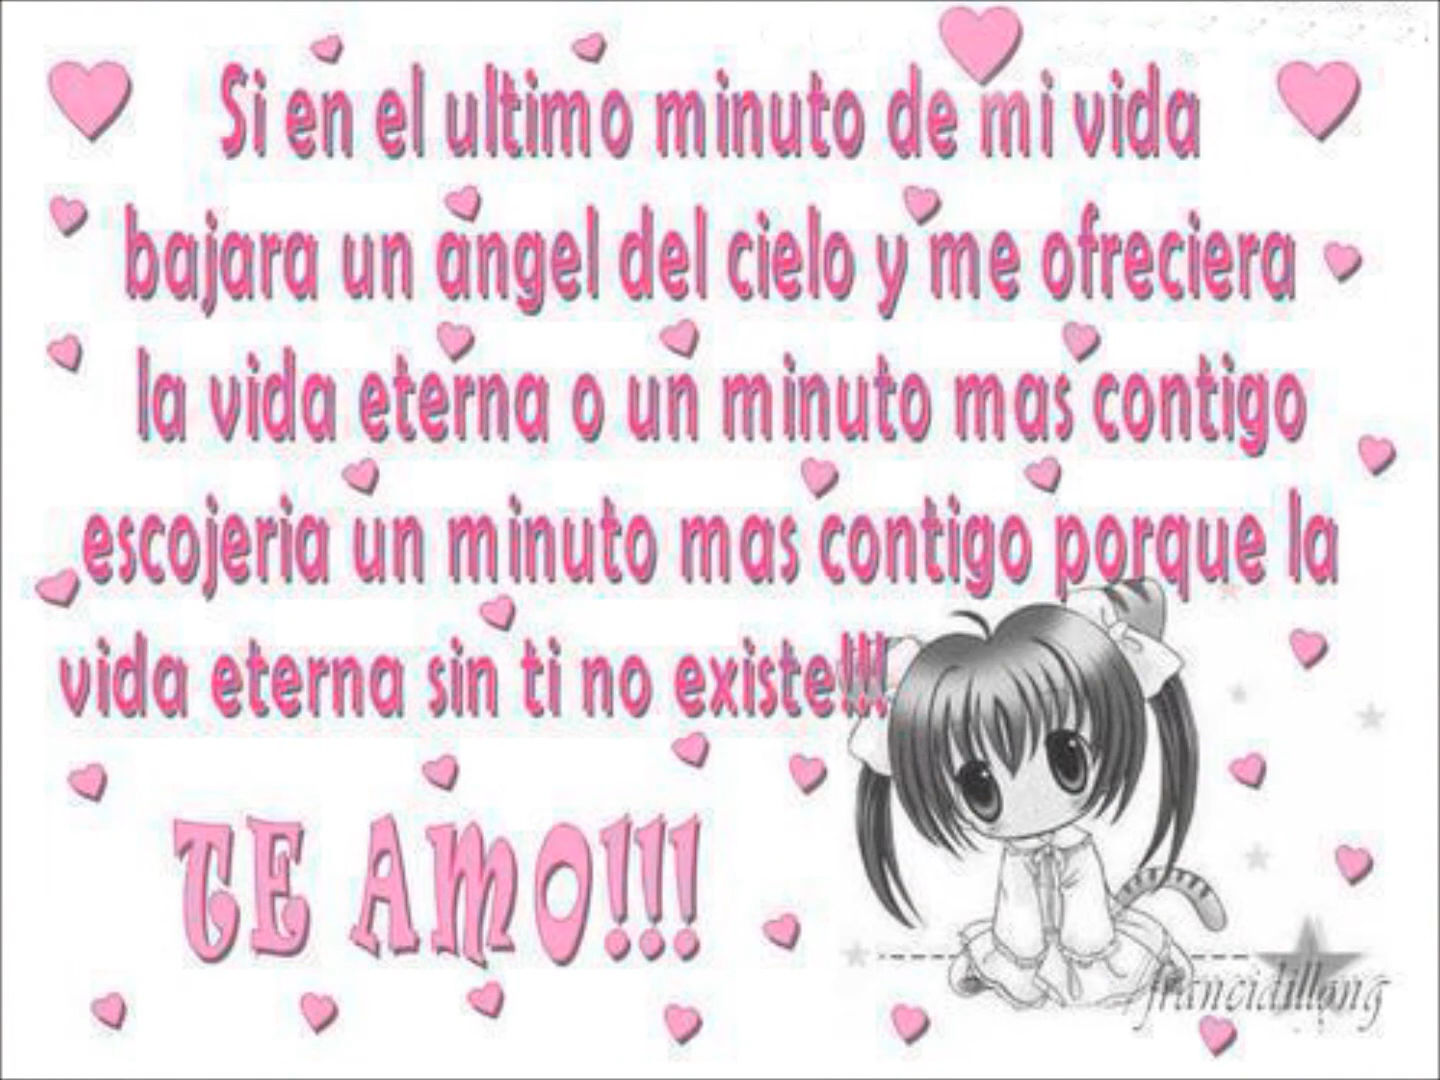 Si en el ultimo minuto de mi vida
bajara un angel del cielo y me ofreciera
la vida eterna o un minuto mas contigo
escojeria un minuto mas contigo porque la
vida eterna sin ti no existe!!!
TE AMO!!!
francidillong